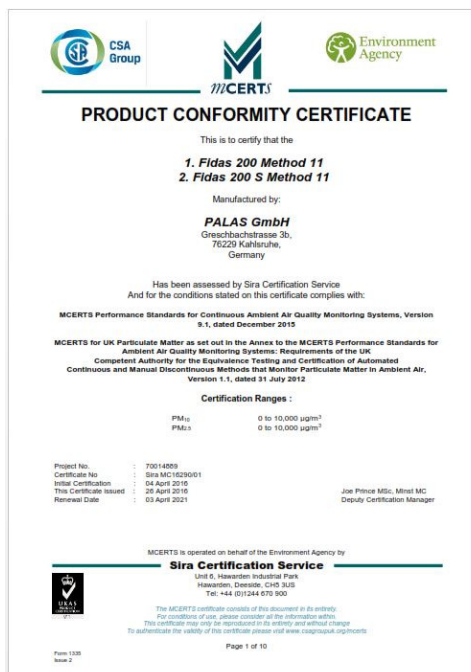 CSA
Group
mCERTs
Environment
Agency
PRODUCT CONFORMITY CERTIFICATE
This is to certify that the
1. Fidas 200 Method 11
2. Fidas 200 S Method 11
Manufactured by:
PALAS GmbH
Greschbachstrasse 3b,
76229 Kahlsruhe,
Germany
Has been assessed by Sira Certification Service
And for the conditions stated on this certificate complies with:
MCERTS Performance Standards for Continuous Ambient Air Quality Monitoring Systems, Version
9.1, dated December 2015
MCERTS for UK Particulate Matter as set out in the Annex to the MCERTS Performance Standards for
Ambient Air Quality Monitoring Systems: Requirements of the UK
Competent Authority for the Equivalence Testing and Certification of Automated
Continuous and Manual Discontinuous Methods that Monitor Particulate Matter in Ambient Air,
Version 1.1, dated 31 July 2012
Certification Ranges :
PM10 0 to 10,000 µg/m³
PM2.5 0 to 10,000 µg/m³
Project No. : 70014889
Certificate No : Sira MC16290/01
Initial Certification : 04 April 2016
This Certificate Issued : 26 April 2016
Renewal Date : 03 April 2021
Joe Prince MSc, MInst MC
Deputy Certification Manager
MCERTS is operated on behalf of the Environment Agency by
Sira Certification Service
Unit 6, Hawarden Industrial Park
Hawarden, Deeside, CH5 3US
Tel: +44 (0)1244 670 900
UKAS
The MCERTS certificate consists of this document in its entirety.
For conditions of use, please consider all the information within.
This certificate may only be reproduced in its entirety and without change
To authenticate the validity of this certificate please visit www.csagroupuk.org/mcerts
Form 1335
Issue 2
Page 1 of 10